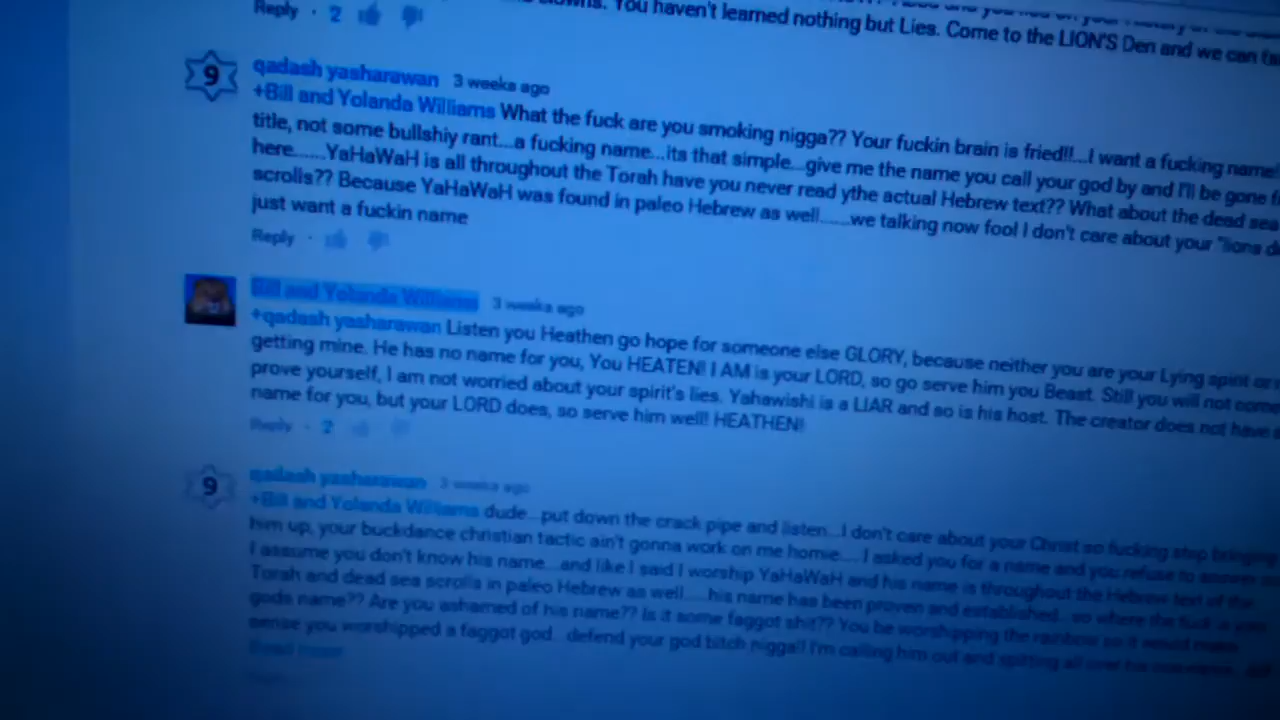 You haven't learned nothing but Lies. Come to the LION'S Den and we can
Reply · 2
9
qadash yasharawan 3 weeks ago
+Bill and Yolanda Williams What the fuck are you smoking nigga?? Your fuckin brain is fried!!!...I want a fucking name
title, not some bullshiy rant...a fucking name...its that simple...give me the name you call your god by and I'll be gone
here......YaHaWaH is all throughout the Torah have you never read ythe actual Hebrew text?? What about the dead sea
scrolls?? Because YaHaWaH was found in paleo Hebrew as well......we talking now fool I don't care about your "lions
just want a fuckin name
Reply ·
Bill and Yolanda Williams 3 weeks ago
+qadash yasharawan Listen you Heathen go hope for someone else GLORY, because neither you are your Lying spirit
getting mine. He has no name for you, You HEATEN! I AM is your LORD, so go serve him you Beast. Still you will not come
prove yourself, I am not worried about your spirit's lies. Yahawishi is a LIAR and so is his host. The creator does not have
name for you, but your LORD does, so serve him well! HEATHEN!
Reply · 2
9
qadash yasharawan 3 weeks ago
+Bill and Yolanda Williams dude...put down the crack pipe and listen...I don't care about your Christ so fucking stop bringing
him up, your buckdance christian tactic ain't gonna work on me homie.... I asked you for a name and you refuse to answer
I assume you don't know his name...and like I said I worship YaHaWaH and his name is throughout the Hebrew text of the
Torah and dead sea scrolls in paleo Hebrew as well.....his name has been proven and established...so where the fuck is your
gods name?? Are you ashamed of his name?? Is it some faggot shit?? You be worshipping the rainbow so it would make
sense you worshipped a faggot god...defend your god bitch nigga!! I'm calling him out and spitting all over his
Read more